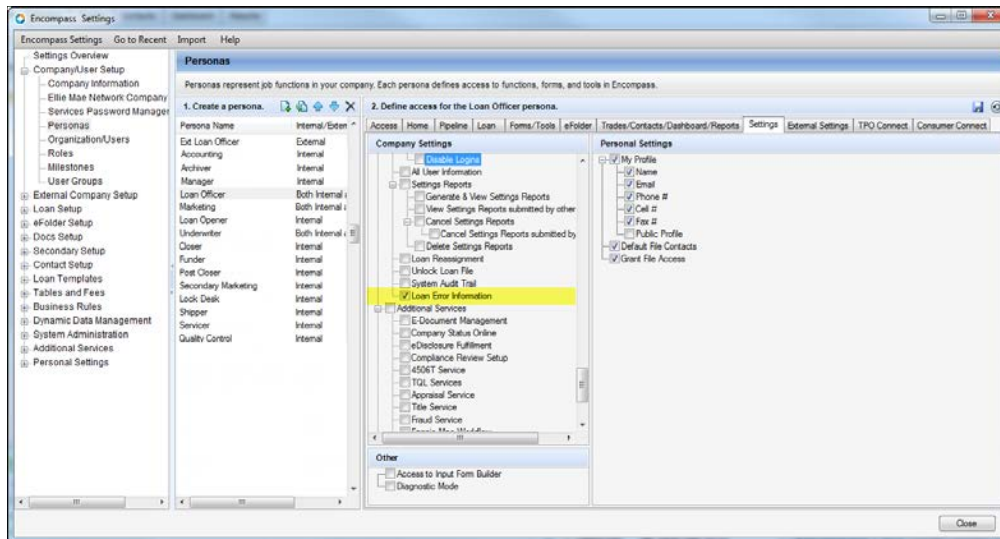 Encompass Settings
Encompass Settings Go to Recent Import Help
Settings Overview
Company/User Setup
Company Information
Ellie Mae Network Company
Services Password Manager
Personas
Organization/Users
Roles
Milestones
User Groups
External Company Setup
Loan Setup
eFolder Setup
Docs Setup
Secondary Setup
Contact Setup
Loan Templates
Tables and Fees
Business Rules
Dynamic Data Management
System Administration
Additional Services
Personal Settings
Personas
Personas represent job functions in your company. Each persona defines access to functions, forms, and tools in Encompass.
1. Create a persona.
Persona Name Internal/Extern
Ext Loan Officer External
Accounting Internal
Archiver Internal
Manager Internal
Loan Officer Both Internal a
Marketing Both Internal a
Loan Opener Internal
Underwriter Both Internal a
Closer Internal
Funder Internal
Post Closer Internal
Secondary Marketing Internal
Lock Desk Internal
Shipper Internal
Servicer Internal
Quality Control Internal
2. Define access for the Loan Officer persona.
Access Home Pipeline Loan Forms/Tools eFolder Trades/Contacts/Dashboard/Reports Settings External Settings TPO Connect Consumer Connect
Company Settings
Disable Logins
All User Information
Settings Reports
Generate & View Settings Reports
View Settings Reports submitted by other
Cancel Settings Reports
Cancel Settings Reports submitted by
Delete Settings Reports
Loan Reassignment
Unlock Loan File
System Audit Trail
Loan Error Information
Additional Services
E-Document Management
Company Status Online
eDisclosure Fulfillment
Compliance Review Setup
4506T Service
TQL Services
Appraisal Service
Title Service
Fraud Service
Other
Access to Input Form Builder
Diagnostic Mode
Personal Settings
My Profile
Name
Email
Phone #
Cell #
Fax #
Public Profile
Default File Contacts
Grant File Access
Close